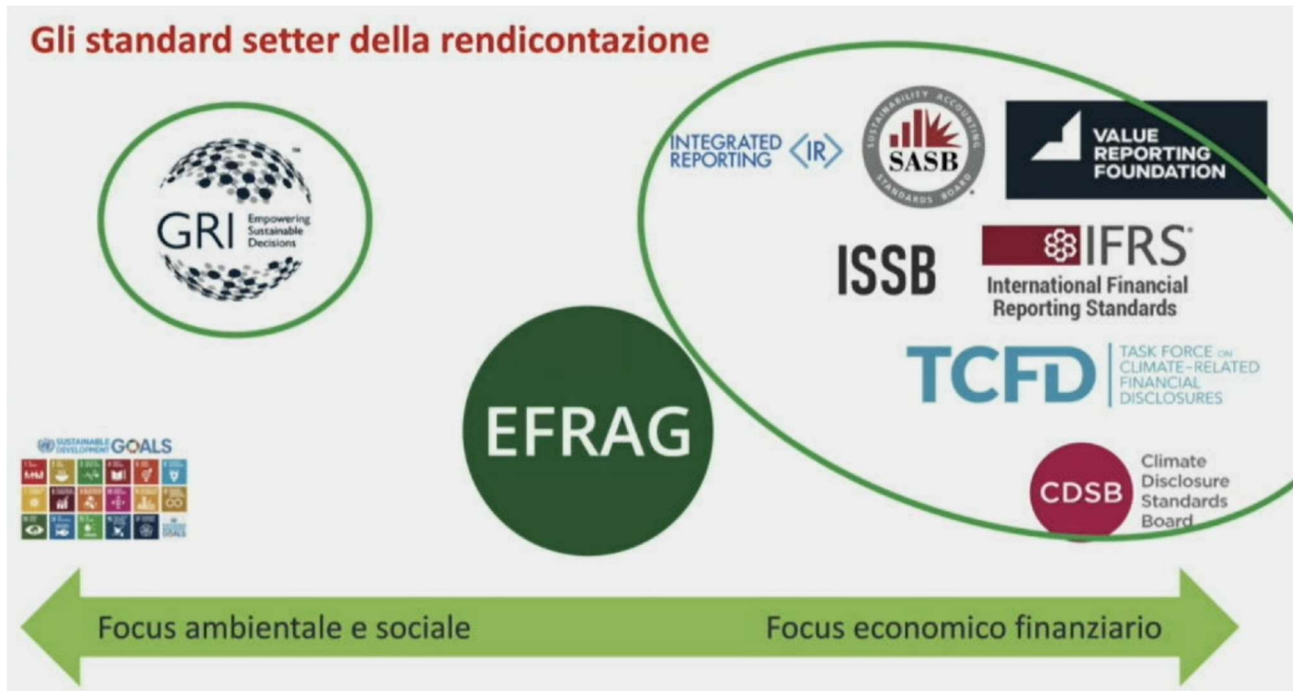 Gli standard setter della rendicontazione
GRI
Empowering
Sustainable
Decisions
TM
INTEGRATED
REPORTING
<IR>
SUSTAINABILITY ACCOUNTING
SASB
STANDARDS BOARD
VALUE
REPORTING
FOUNDATION
ISSB
IFRS
International Financial
Reporting Standards
EFRAG
TCFD
TASK FORCE ON
CLIMATE-RELATED
FINANCIAL
DISCLOSURES
SUSTAINABLE
DEVELOPMENT
GOALS
CDSB
Climate
Disclosure
Standards
Board
Focus ambientale e sociale
Focus economico finanziario